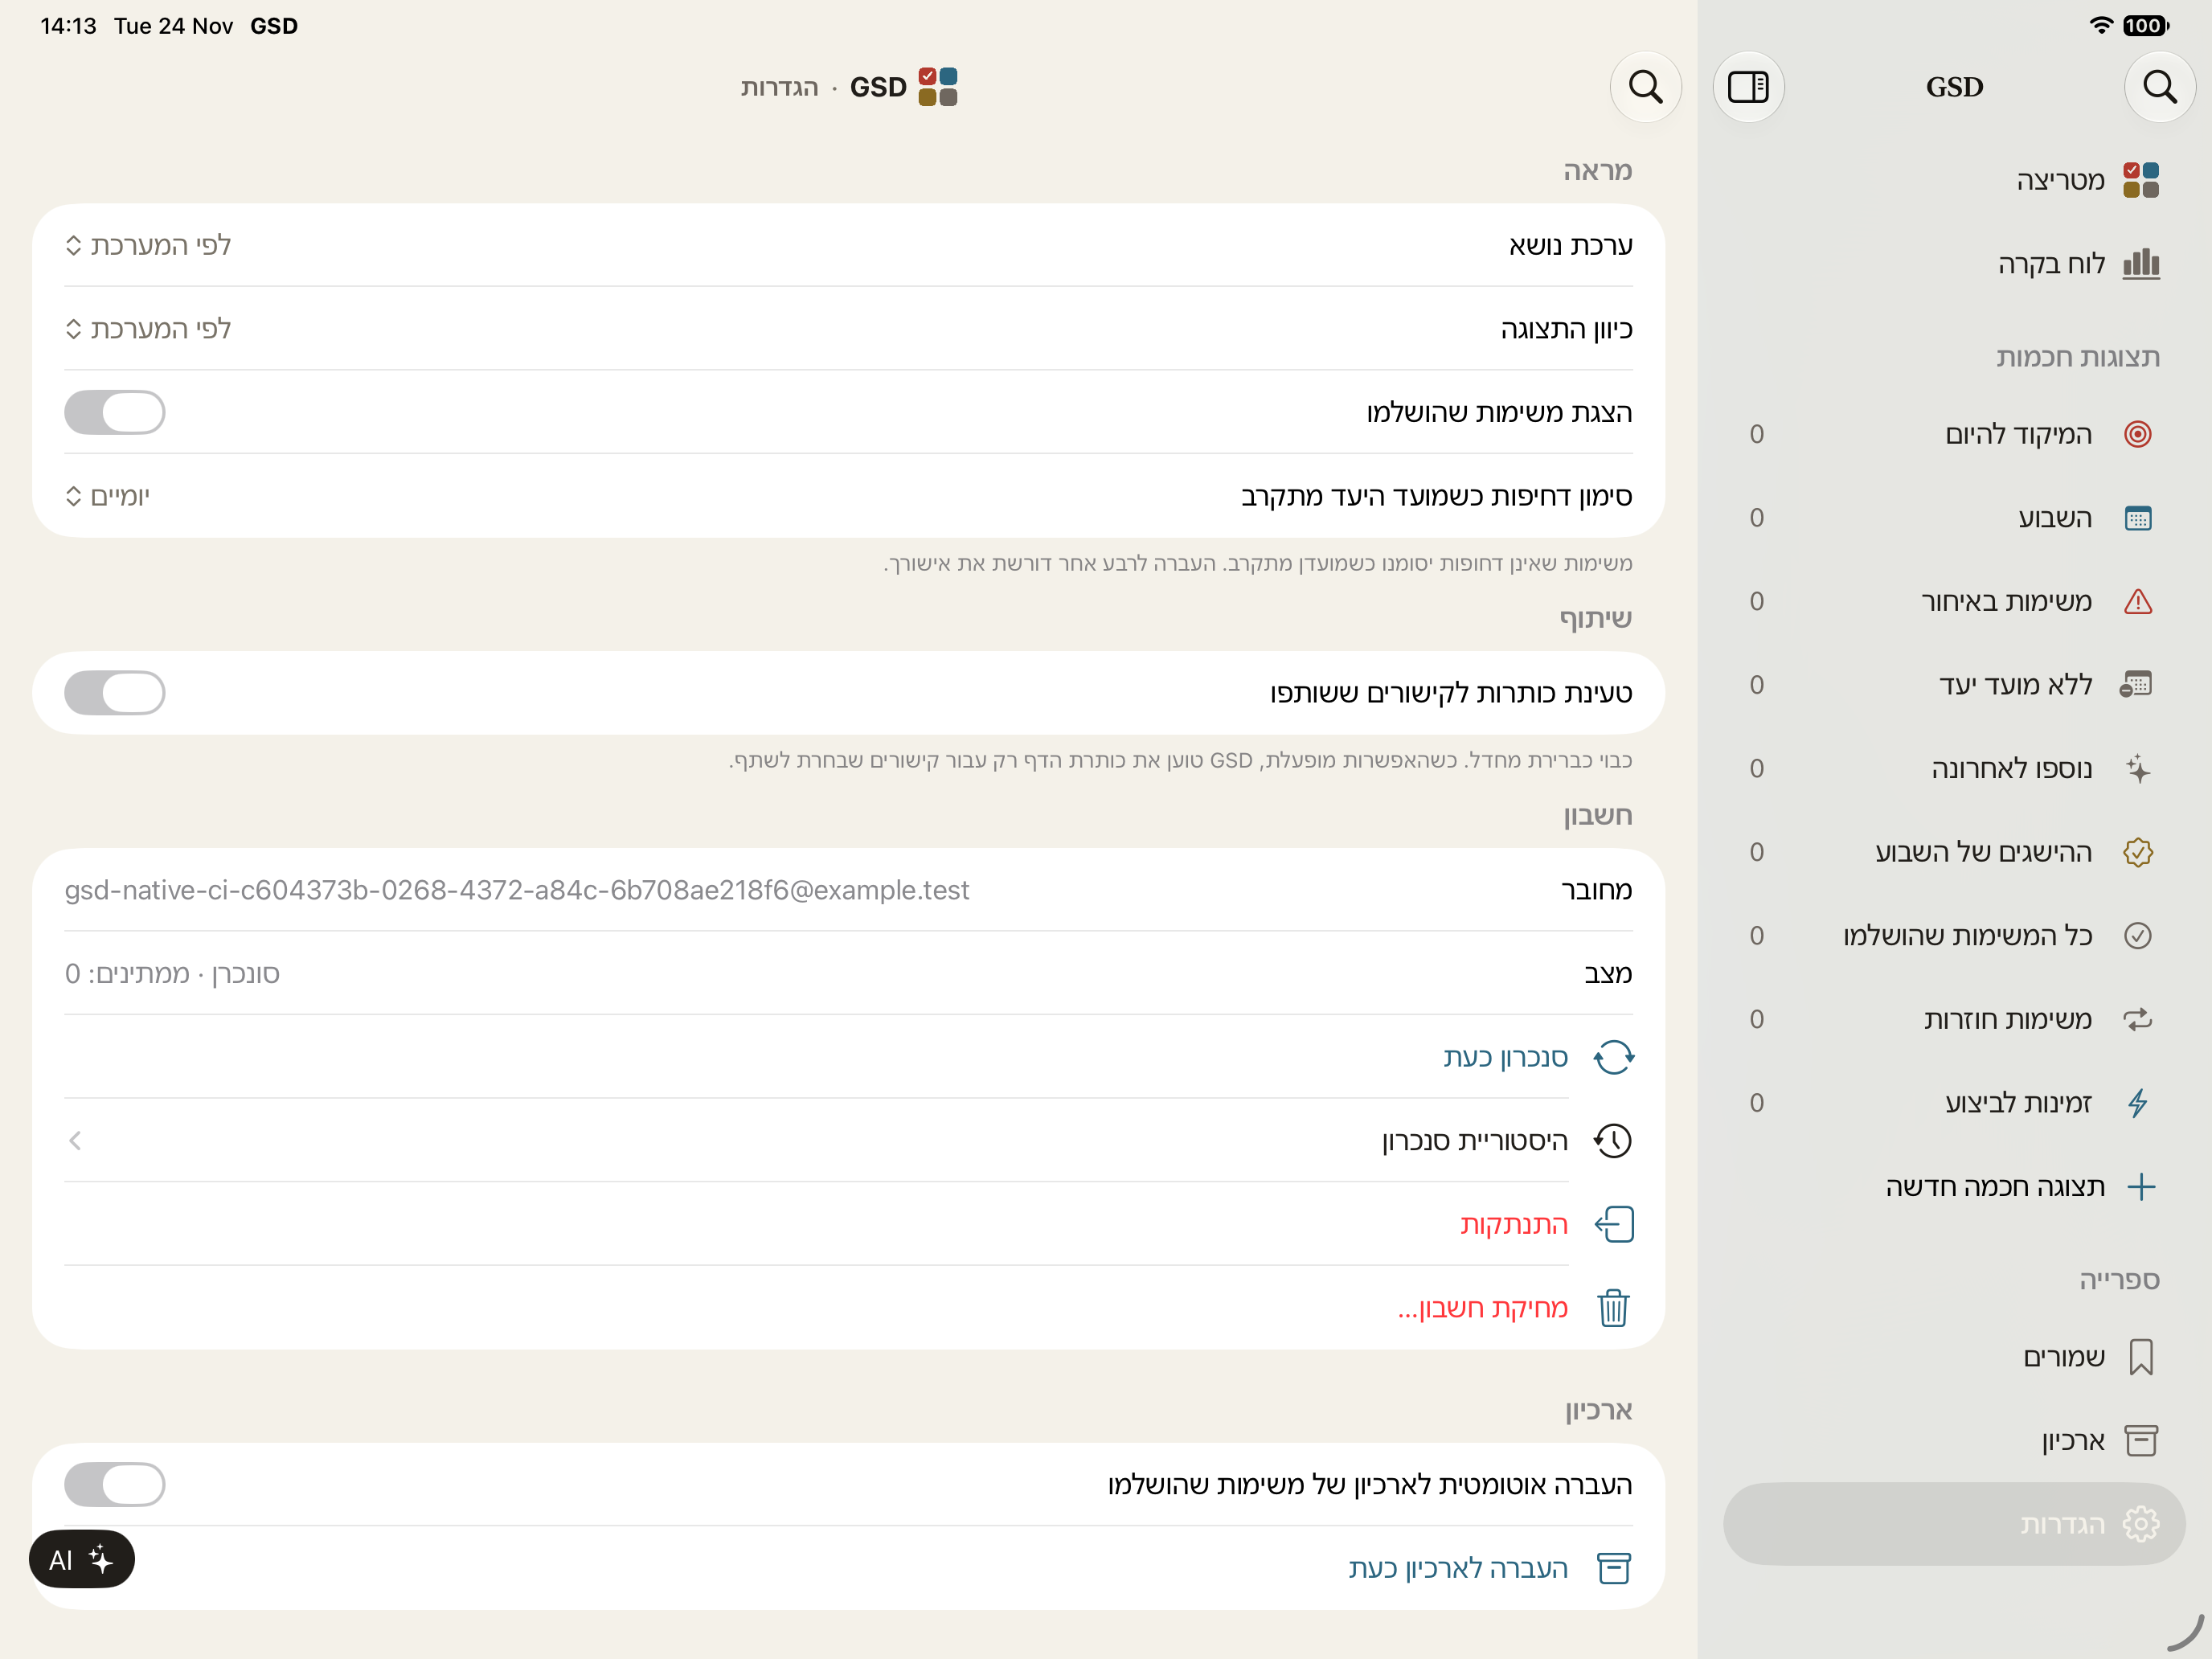 14:13 Tue 24 Nov GSD
100
GSD
מטריצה
לוח בקרה
תצוגות חכמות
המיקוד להיום 0
השבוע 0
משימות באיחור 0
ללא מועד יעד 0
נוספו לאחרונה 0
ההישגים של השבוע 0
כל המשימות שהושלמו 0
משימות חוזרות 0
זמינות לביצוע 0
תצוגה חכמה חדשה
ספרייה
שמורים
ארכיון
הגדרות
GSD · הגדרות
מראה
ערכת נושא לפי המערכת
כיוון התצוגה לפי המערכת
הצגת משימות שהושלמו
סימון דחיפות כשמועד היעד מתקרב יומיים
משימות שאינן דחופות יסומנו כשמועדן מתקרב. העברה לרבע אחר דורשת את אישורך.
שיתוף
טעינת כותרות לקישורים ששותפו
כבוי כברירת מחדל. כשהאפשרות מופעלת, GSD טוען את כותרת הדף רק עבור קישורים שבחרת לשתף.
חשבון
מחובר gsd-native-ci-c604373b-0268-4372-a84c-6b708ae218f6@example.test
מצב סונכרן · ממתינים: 0
סנכרון כעת
היסטוריית סנכרון
התנתקות
מחיקת חשבון...
ארכיון
העברה אוטומטית לארכיון של משימות שהושלמו
העברה לארכיון כעת
AI